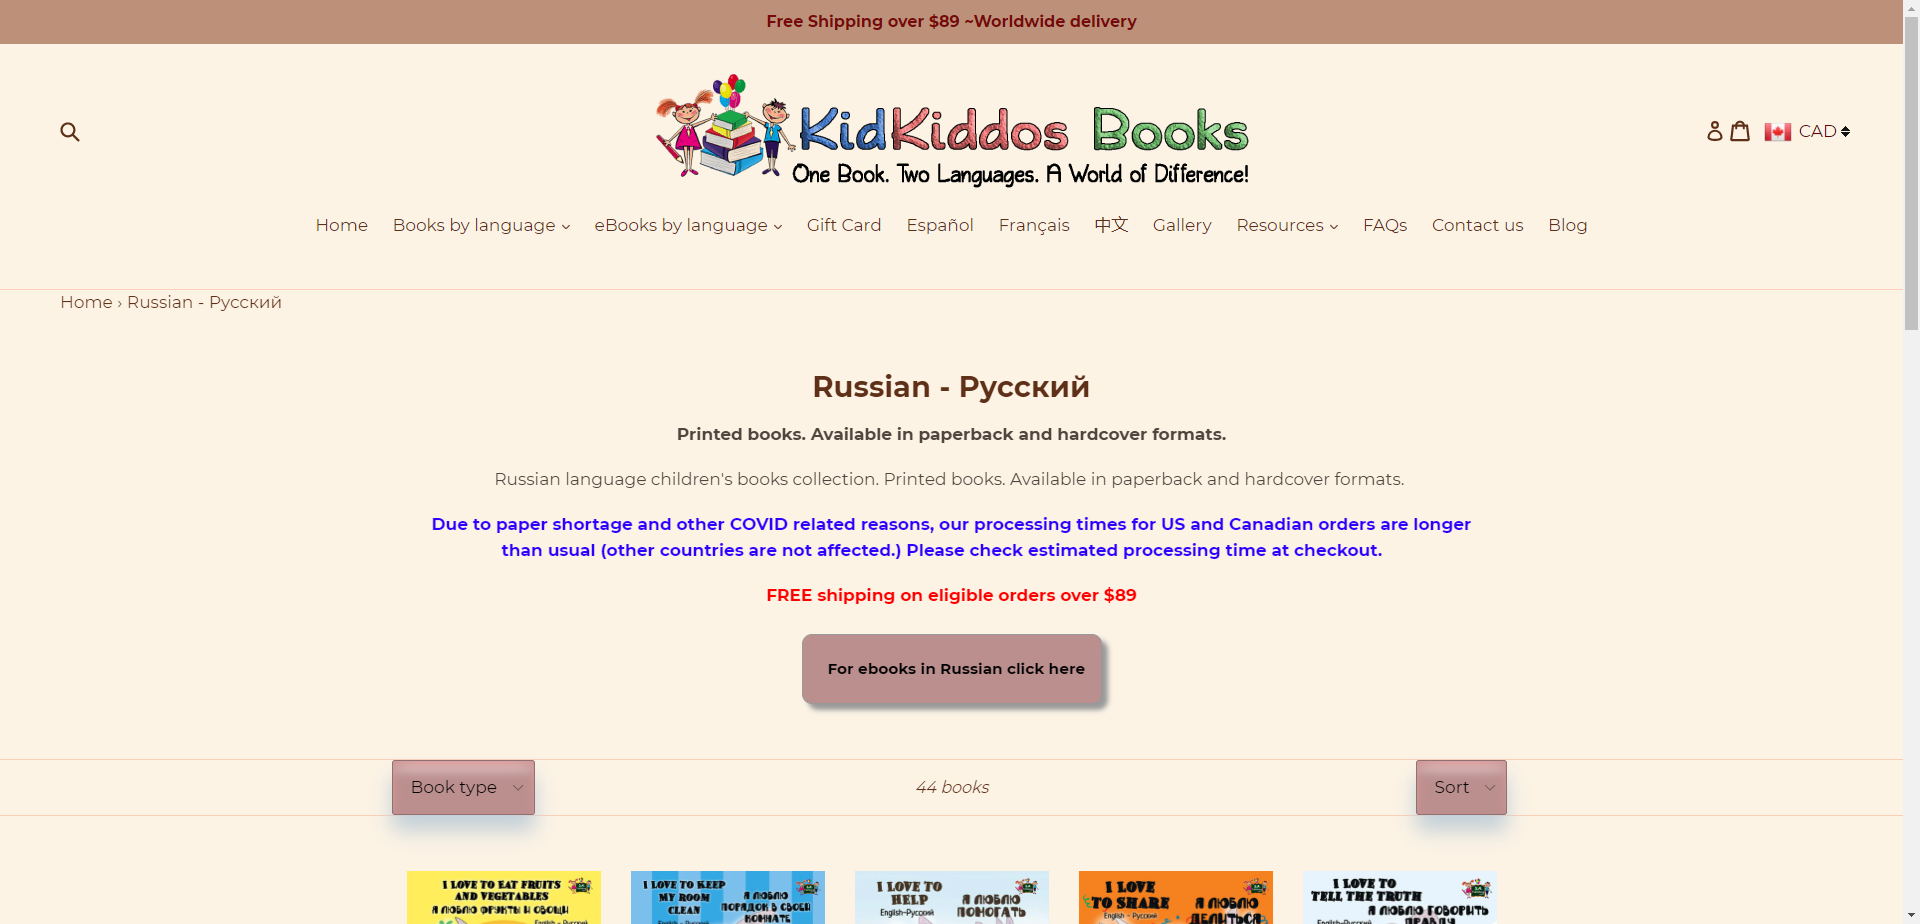 Free Shipping over $89 ~Worldwide delivery
KidKiddos Books
One Book. Two Languages. A World of Difference!
CAD
Home Books by language eBooks by language Gift Card Español Français 中文 Gallery Resources FAQs Contact us Blog
Home › Russian - Русский
Russian - Русский
Printed books. Available in paperback and hardcover formats.
Russian language children's books collection. Printed books. Available in paperback and hardcover formats.
Due to paper shortage and other COVID related reasons, our processing times for US and Canadian orders are longer
than usual (other countries are not affected.) Please check estimated processing time at checkout.
FREE shipping on eligible orders over $89
For ebooks in Russian click here
Book type
44 books
Sort
I LOVE TO EAT FRUITS
AND VEGETABLES
Я ЛЮБЛЮ ФРУКТЫ И ОВОЩИ
English - Русский
I LOVE TO KEEP
MY ROOM
CLEAN
Я ЛЮБЛЮ
ПОРЯДОК В СВОЕЙ
КОМНАТЕ
I LOVE TO
HELP
English-Русский
Я ЛЮБЛЮ
ПОМОГАТЬ
I LOVE
TO SHARE
English - Русский
Я ЛЮБЛЮ
ДЕЛИТЬСЯ
I LOVE TO
TELL THE TRUTH
Я ЛЮБЛЮ ГОВОРИТЬ
ПРАВДУ
English-Русский